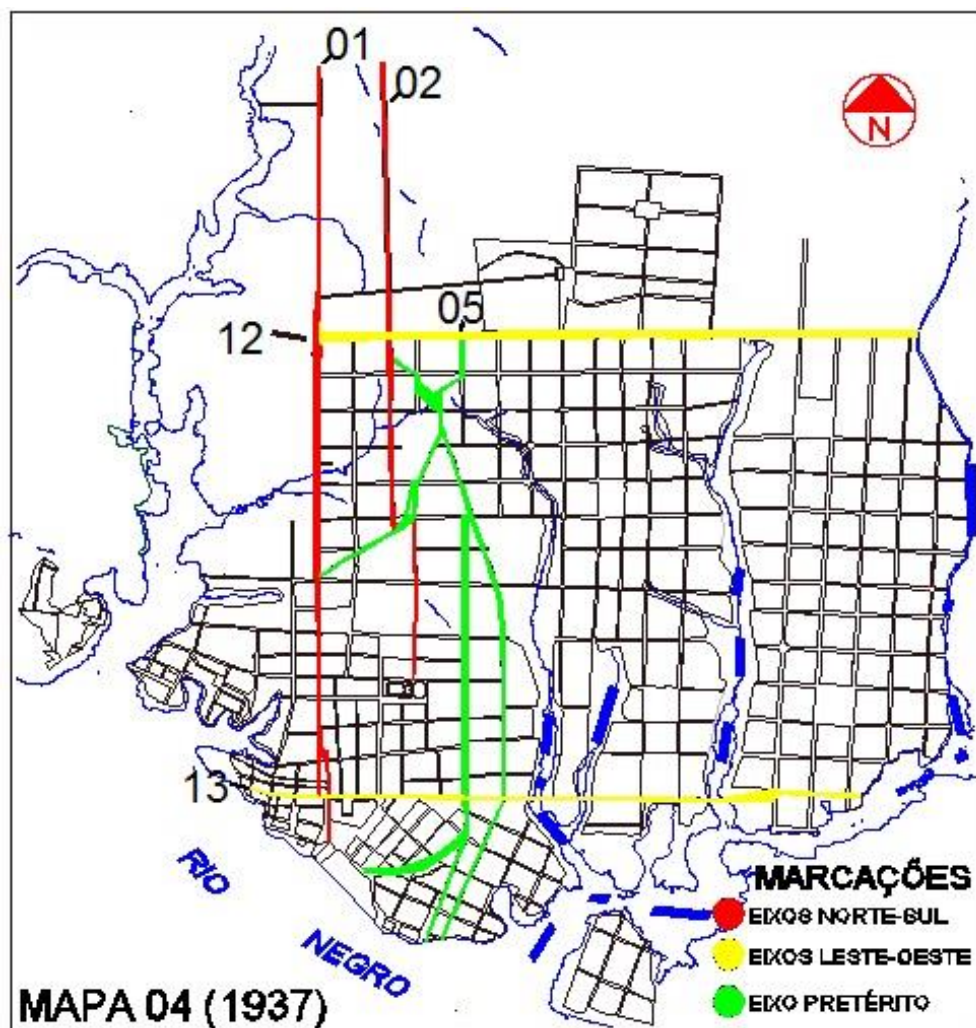 01
02
N
05
12
13
RIO
NEGRO
MARCAÇÕES
EIXOS NORTE-SUL
EIXOS LESTE-OESTE
EIXO PRETÉRITO
MAPA 04 (1937)